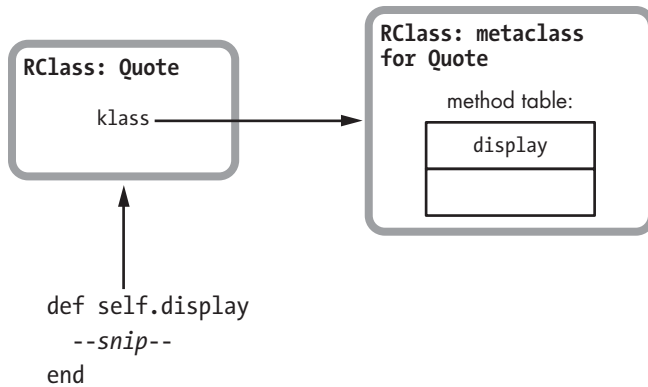 RClass: Quote
klass
RClass: metaclass
for Quote
method table:
display
def self.display
--snip--
end